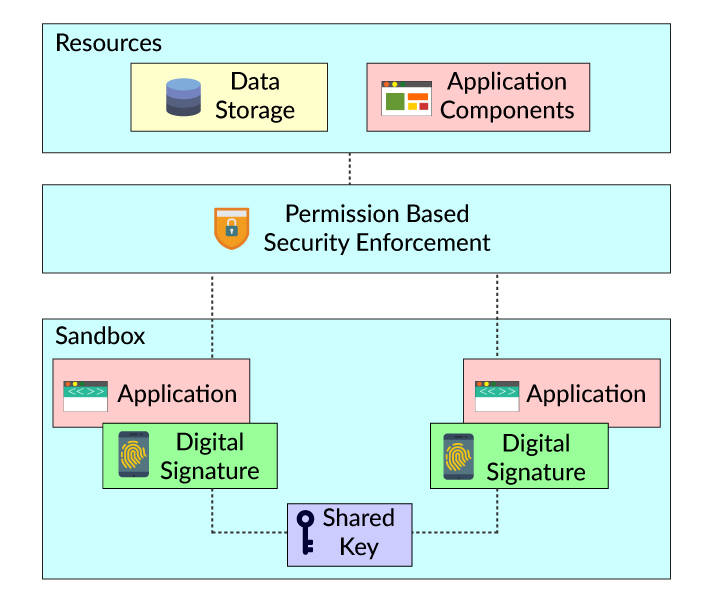 Resources
Data
Storage
Application
Components
Permission Based
Security Enforcement
Sandbox
Application
Application
Digital
Signature
Digital
Signature
Shared
Key